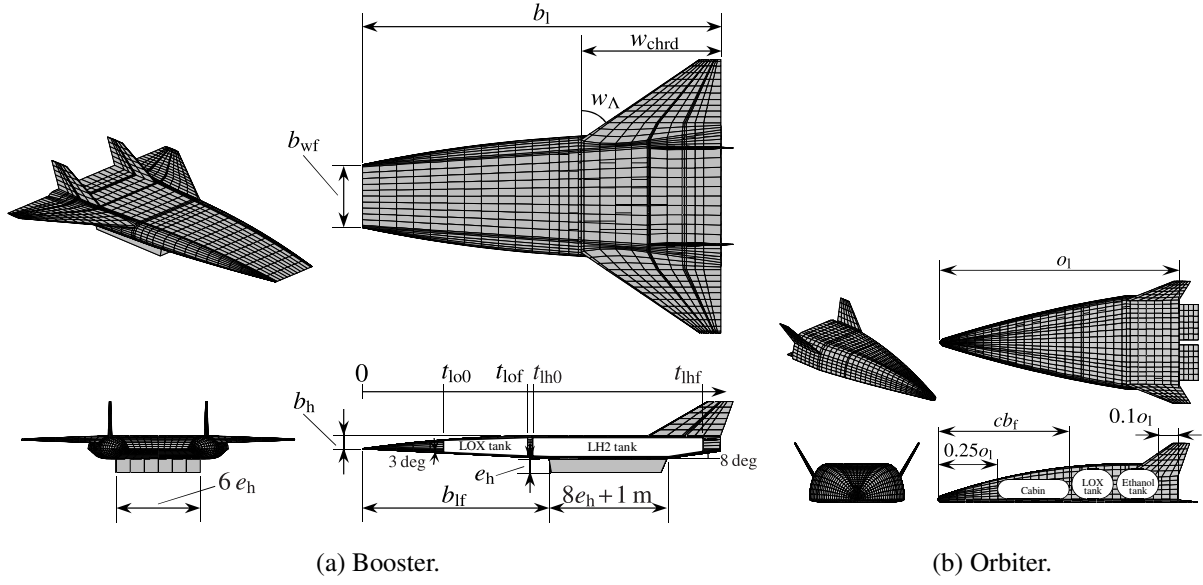 b_l
w_chrd
w_Λ
b_wf
0
t_lo0
t_lof
t_lh0
t_lhf
b_h
LOX tank
LH2 tank
3 deg
8 deg
e_h
6 e_h
b_lf
8e_h + 1 m
(a) Booster.
o_l
cb_f
0.1o_l
0.25o_l
Cabin
LOX
tank
Ethanol
tank
(b) Orbiter.